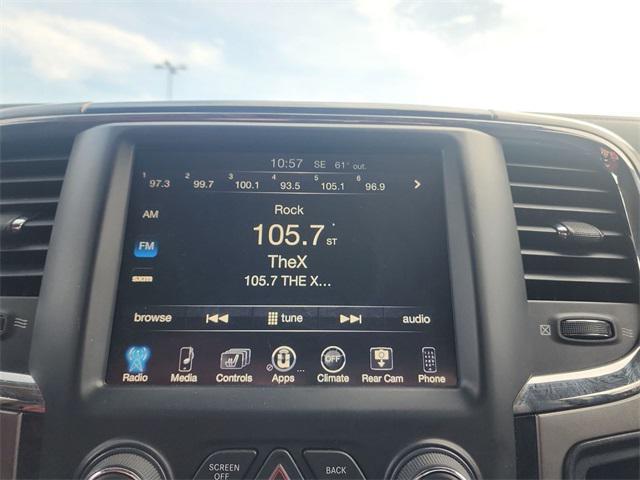 10:57 SE 61° out.
1 97.3 2 99.7 3 100.1 4 93.5 5 105.1 6 96.9 >
AM
Rock
FM
105.7 ST
TheX
105.7 THE X...
browse tune audio
OFF
Radio Media Controls Apps ... Climate Rear Cam Phone
SCREEN OFF BACK